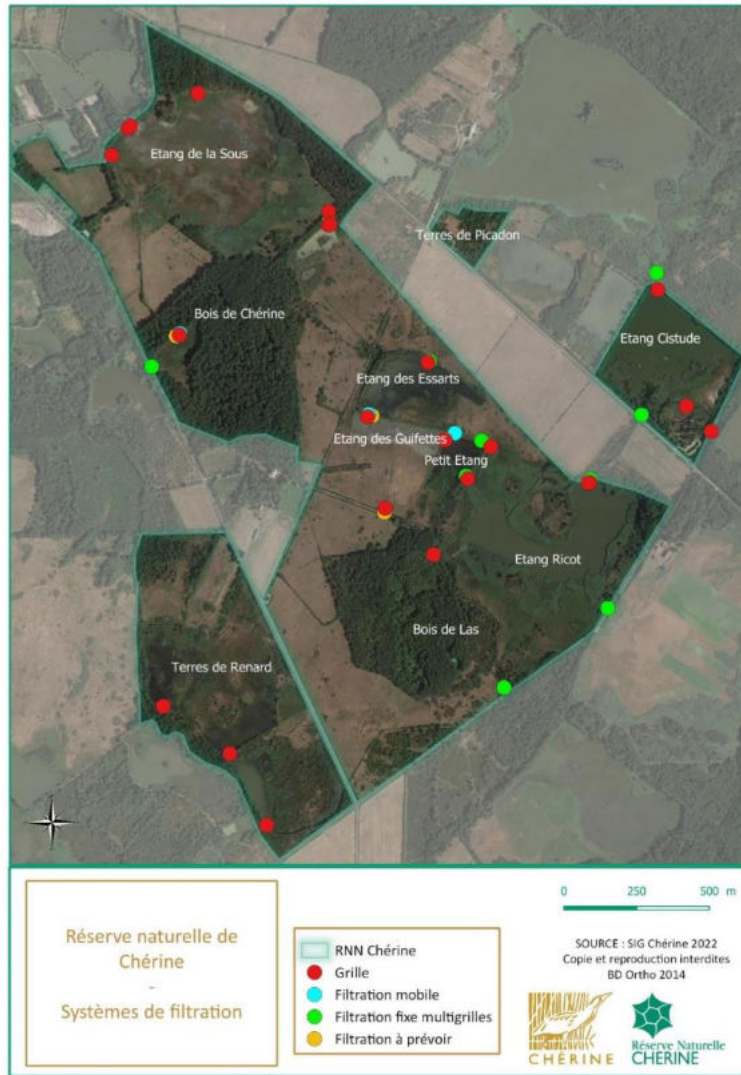 Etang de la Sous
Terres de Picadon
Bois de Chérine
Etang Cistude
Etang des Essarts
Etang des Guifettes
Petit Etang
Etang Ricot
Bois de Las
Terres de Renard
Réserve naturelle de
Chérine
-
Systèmes de filtration
RNN Chérine
Grille
Filtration mobile
Filtration fixe multigrilles
Filtration à prévoir
0 250 500 m
SOURCE : SIG Chérine 2022
Copie et reproduction interdites
BD Ortho 2014
CHÉRINE
Réserve Naturelle
CHERINE